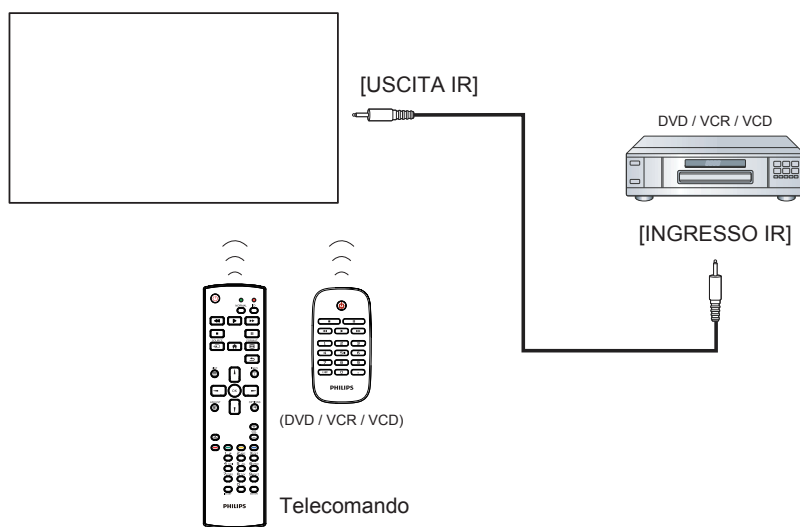 [USCITA IR]
DVD / VCR / VCD
[INGRESSO IR]
PHILIPS
(DVD / VCR / VCD)
PHILIPS
Telecomando